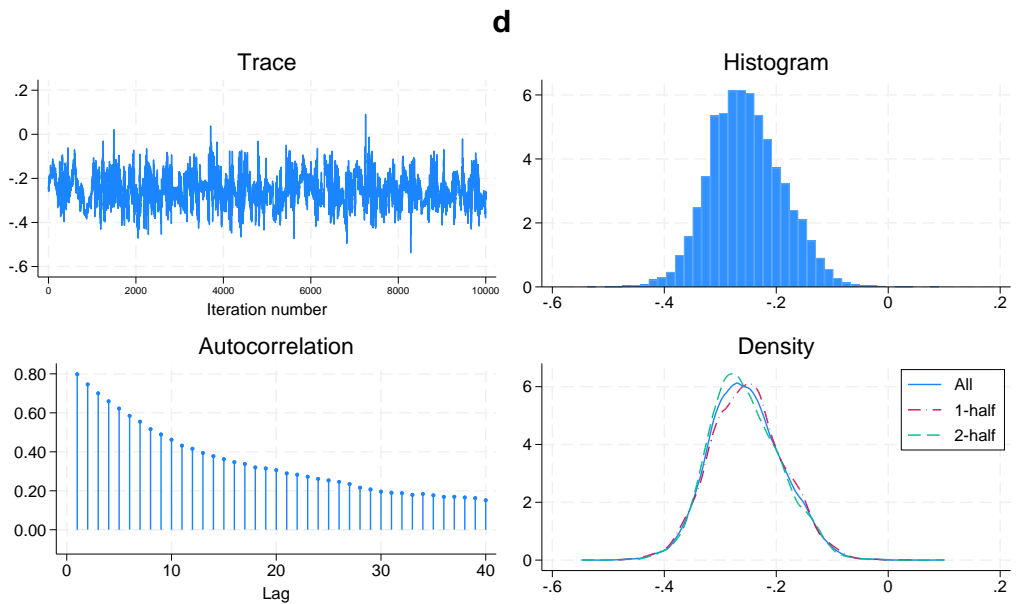 d
Trace
.2
0
-.2
-.4
-.6
0 2000 4000 6000 8000 10000
Iteration number
Histogram
6
4
2
0
-.6 -.4 -.2 0 .2
Autocorrelation
0.80
0.60
0.40
0.20
0.00
0 10 20 30 40
Lag
Density
6
4
2
0
-.6 -.4 -.2 0 .2
All
1-half
2-half